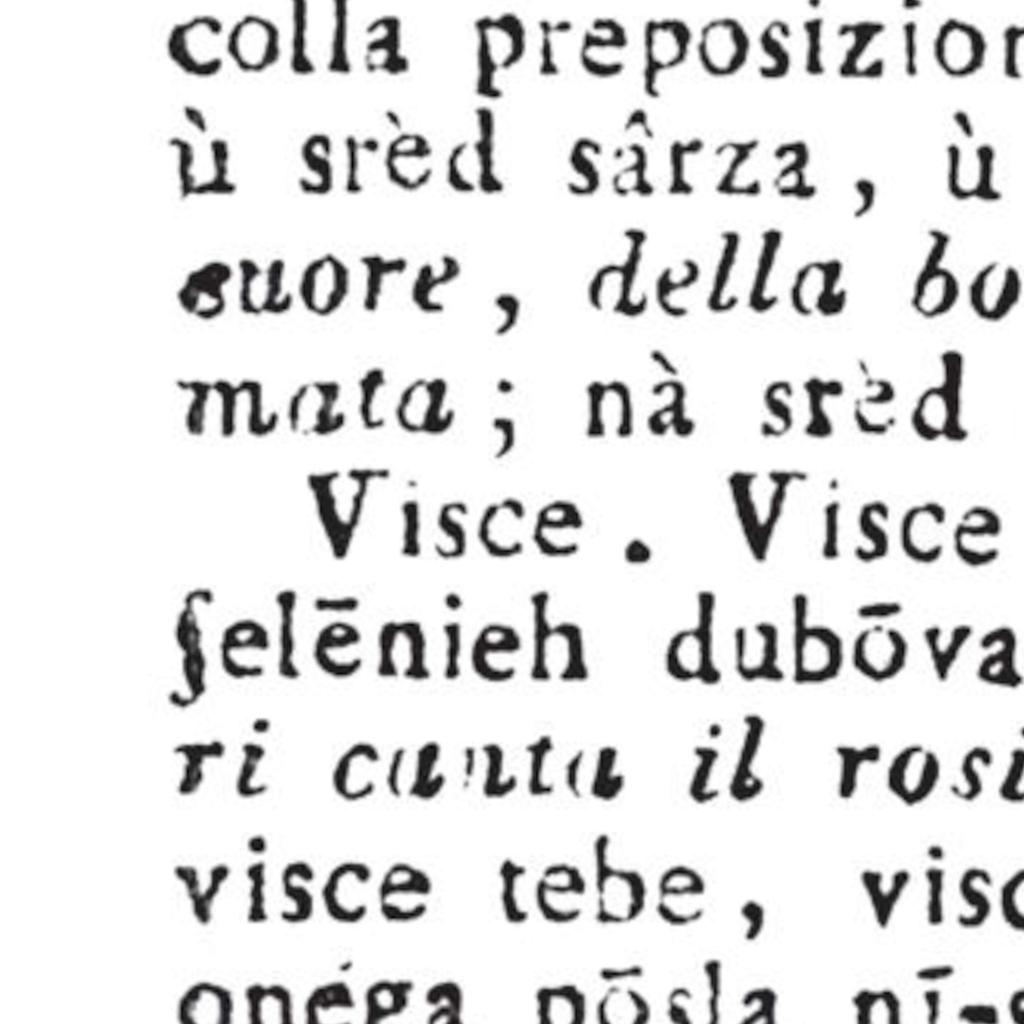 colla preposizion
ù srèd sârza, ù
cuore, della bo
mata; nà srèd
Visce. Visce
ſelēnieh dubōva
ri canta il rosi
visce tebe, visc
onéga pōsla nī-s